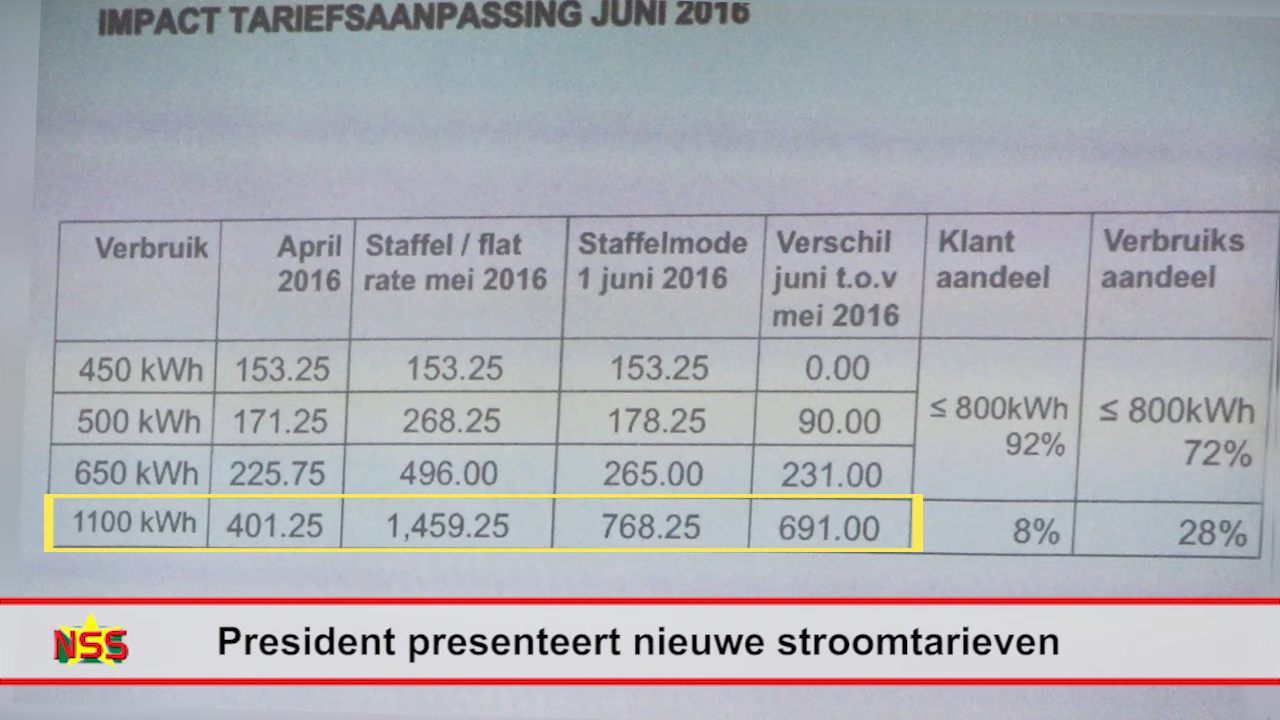 IMPACT TARIEFSAANPASSING JUNI 2016
Verbruik April 2016 Staffel / flat rate mei 2016 Staffelmode 1 juni 2016 Verschil juni t.o.v mei 2016 Klant aandeel Verbruiks aandeel
450 kWh 153.25 153.25 153.25 0.00
500 kWh 171.25 268.25 178.25 90.00 ≤ 800kWh 92% ≤ 800kWh 72%
650 kWh 225.75 496.00 265.00 231.00
1100 kWh 401.25 1,459.25 768.25 691.00 8% 28%
NSS President presenteert nieuwe stroomtarieven